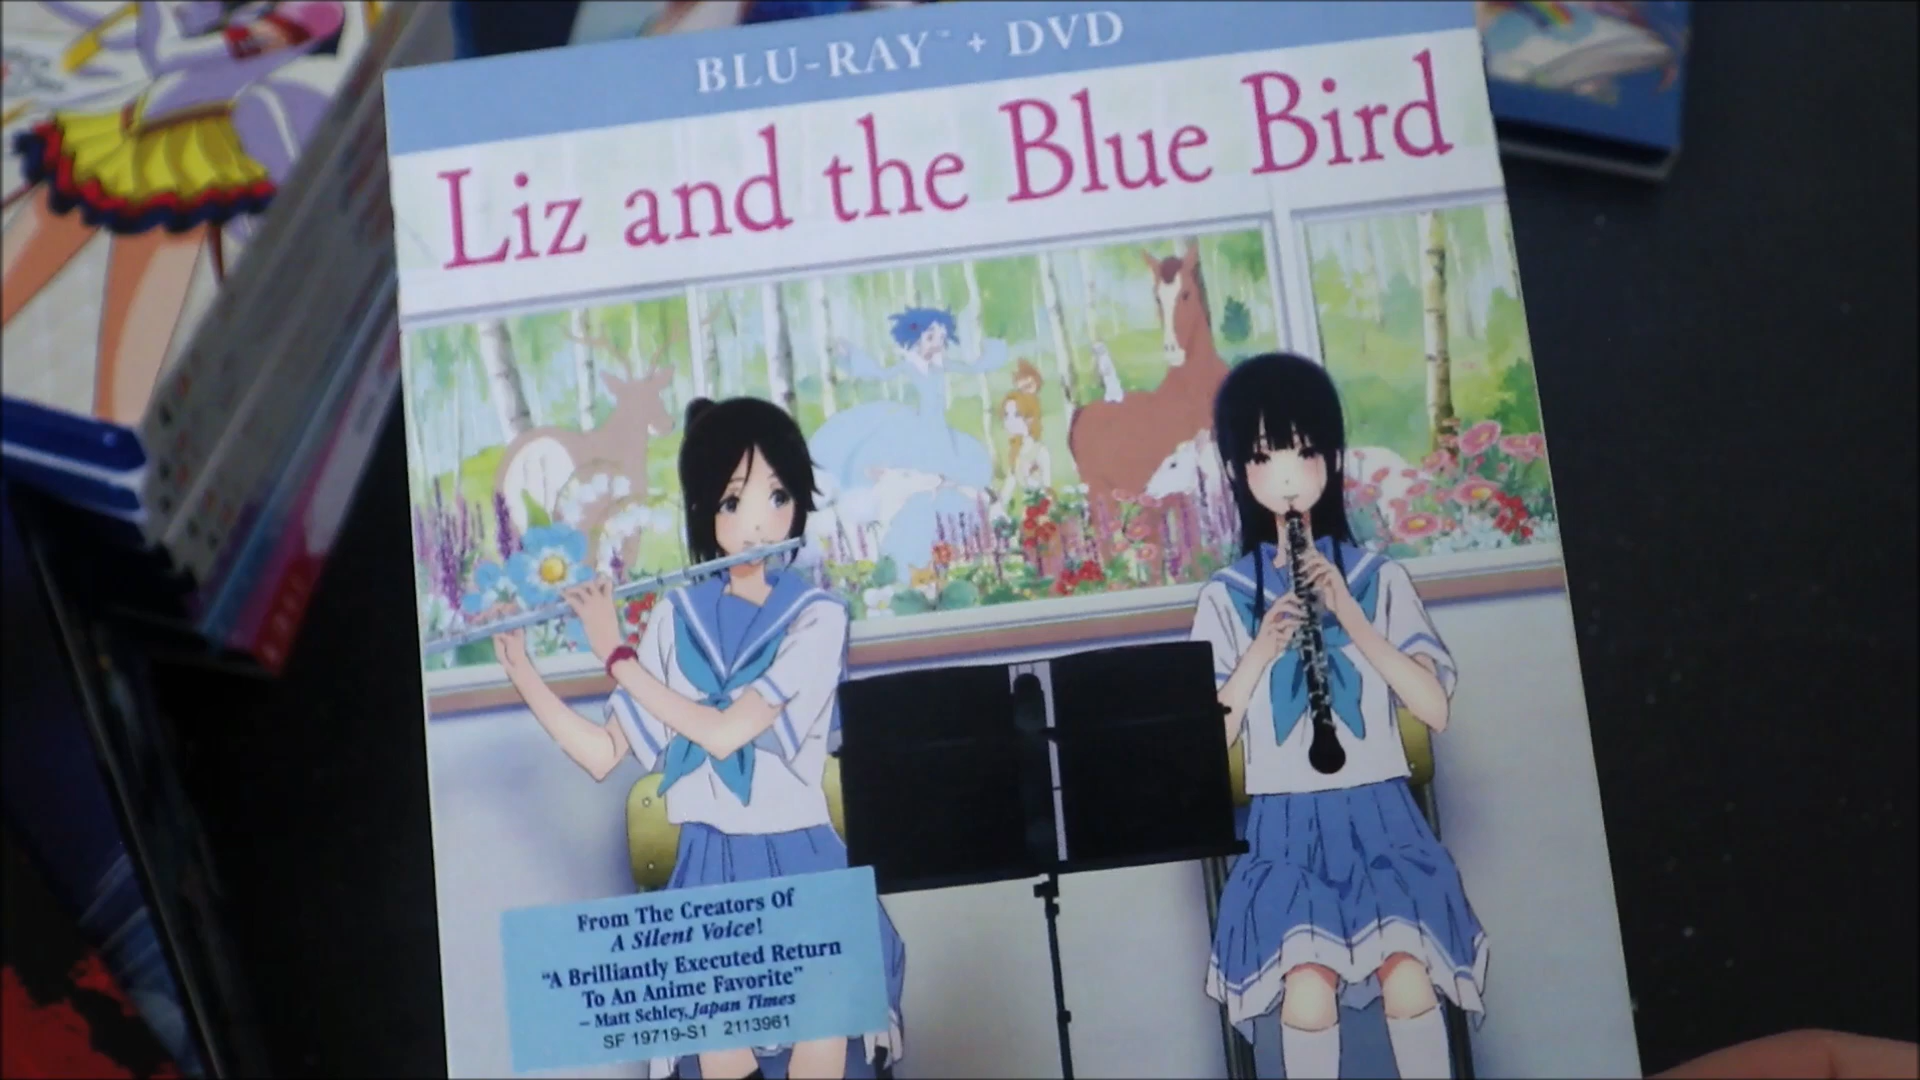 BLU-RAY™ + DVD
Liz and the Blue Bird
From The Creators Of
A Silent Voice!
“A Brilliantly Executed Return
To An Anime Favorite”
– Matt Schley, Japan Times
SF 19719-S1 2113961